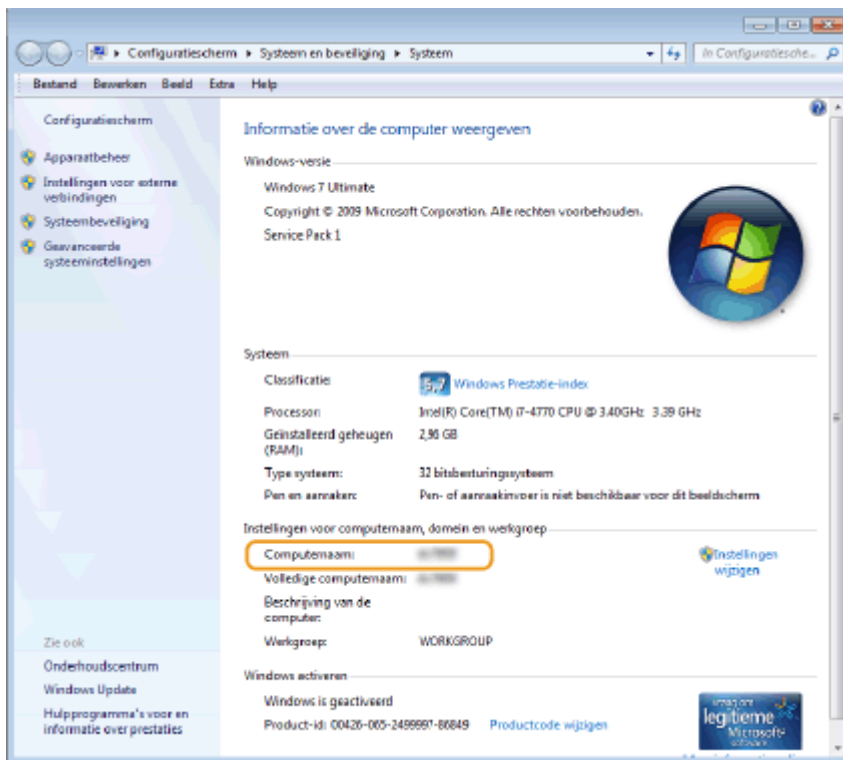 Configuratiescherm ▸ Systeem en beveiliging ▸ Systeem
In Configuratiesche...
Bestand Bewerken Beeld Extra Help
Configuratiescherm
Apparaatbeheer
Instellingen voor externe
verbindingen
Systeembeveiliging
Geavanceerde
systeeminstellingen
Informatie over de computer weergeven
Windows-versie
Windows 7 Ultimate
Copyright © 2009 Microsoft Corporation. Alle rechten voorbehouden.
Service Pack 1
Systeem
Classificatie:
5,7 Windows Prestatie-index
Processor: Intel(R) Core(TM) i7-4770 CPU @ 3.40GHz 3.39 GHz
Geïnstalleerd geheugen 2,96 GB
(RAM):
Type systeem: 32 bitsbesturingssysteem
Pen en aanraken: Pen- of aanraakinvoer is niet beschikbaar voor dit beeldscherm
Instellingen voor computernaam, domein en werkgroep
Computernaam:
Instellingen
wijzigen
Volledige computernaam:
Beschrijving van de
computer:
Werkgroep: WORKGROUP
Windows activeren
Windows is geactiveerd
Product-id: 00426-065-2499997-86849 Productcode wijzigen
legitieme
Microsoft
software
Zie ook
Onderhoudscentrum
Windows Update
Hulpprogramma's voor en
informatie over prestaties